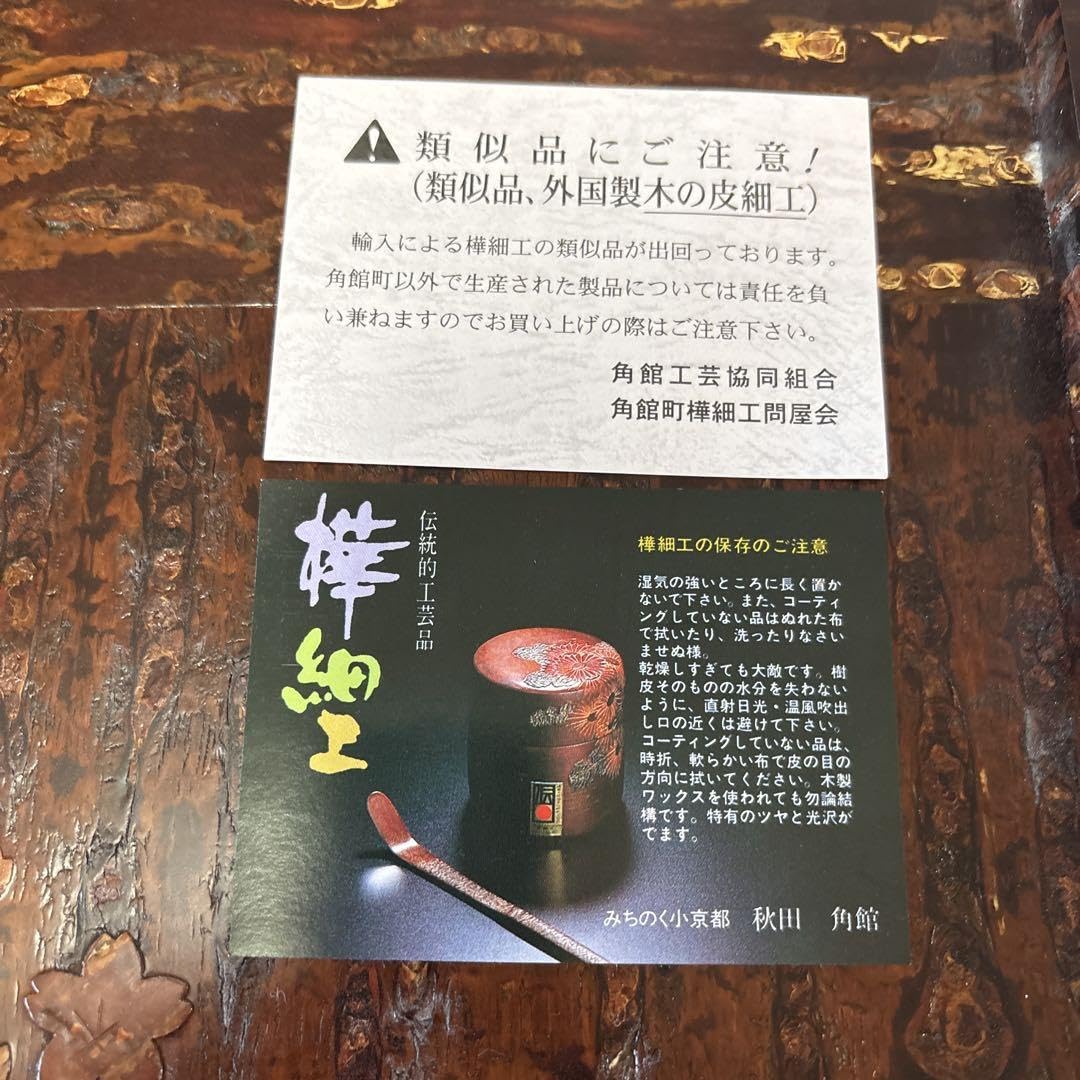 類似品にご注意！
（類似品、外国製木の皮細工）
輸入による樺細工の類似品が出回っております。
角館町以外で生産された製品については責任を負
い兼ねますのでお買い上げの際はご注意下さい。
角館工芸協同組合
角館町樺細工問屋会
樺細工
伝統的工芸品
樺細工の保存のご注意
湿気の強いところに長く置か
ないで下さい。また、コーティ
ングしていない品はぬれた布
で拭いたり、洗ったりなさい
ませぬ様。
乾燥しすぎても大敵です。樹
皮そのものの水分を失わない
ように、直射日光・温風吹出
し口の近くは避けて下さい。
コーティングしていない品は、
時折、軟らかい布で皮の目の
方向に拭いてください。木製
ワックスを使われても勿論結
構です。特有のツヤと光沢が
でます。
伝
みちのく小京都 秋田 角館